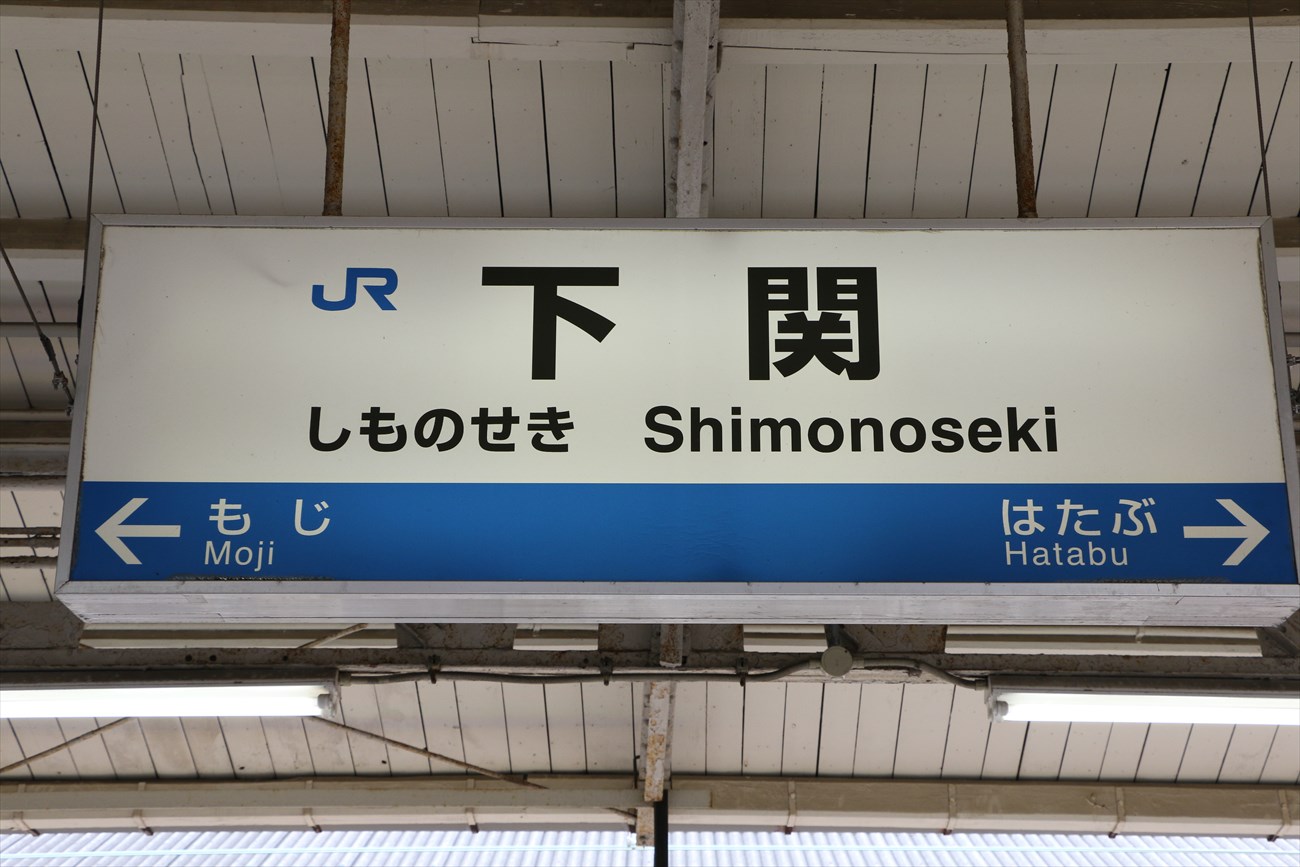 JR 下関
しものせき Shimonoseki
← もじ はたぶ →
Moji Hatabu